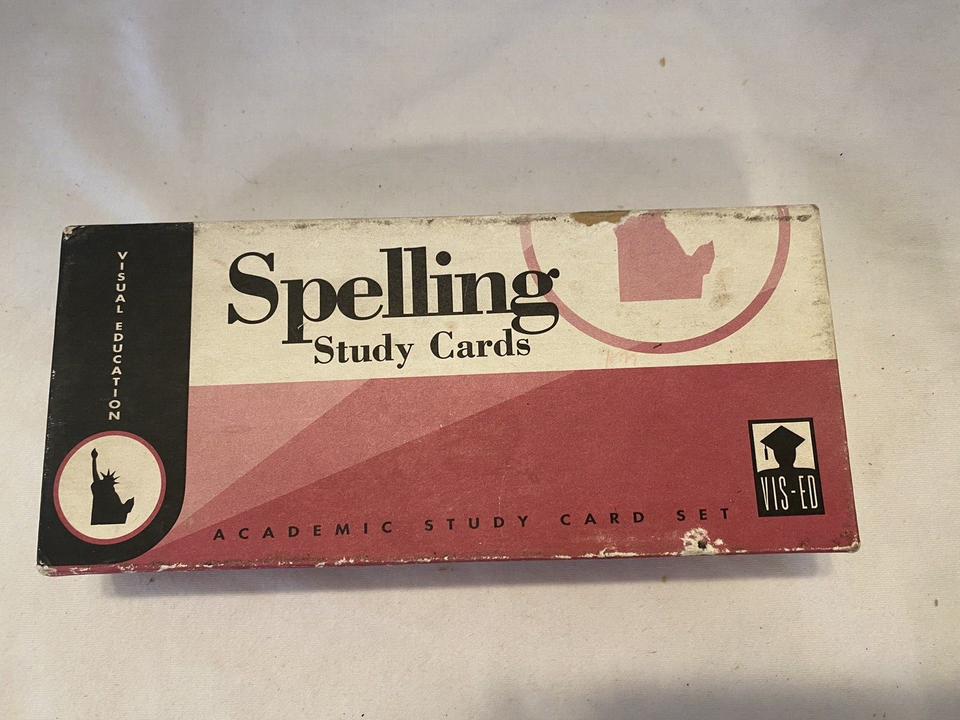 VISUAL EDUCATION
Spelling
Study Cards
ACADEMIC STUDY CARD SET
VIS-ED